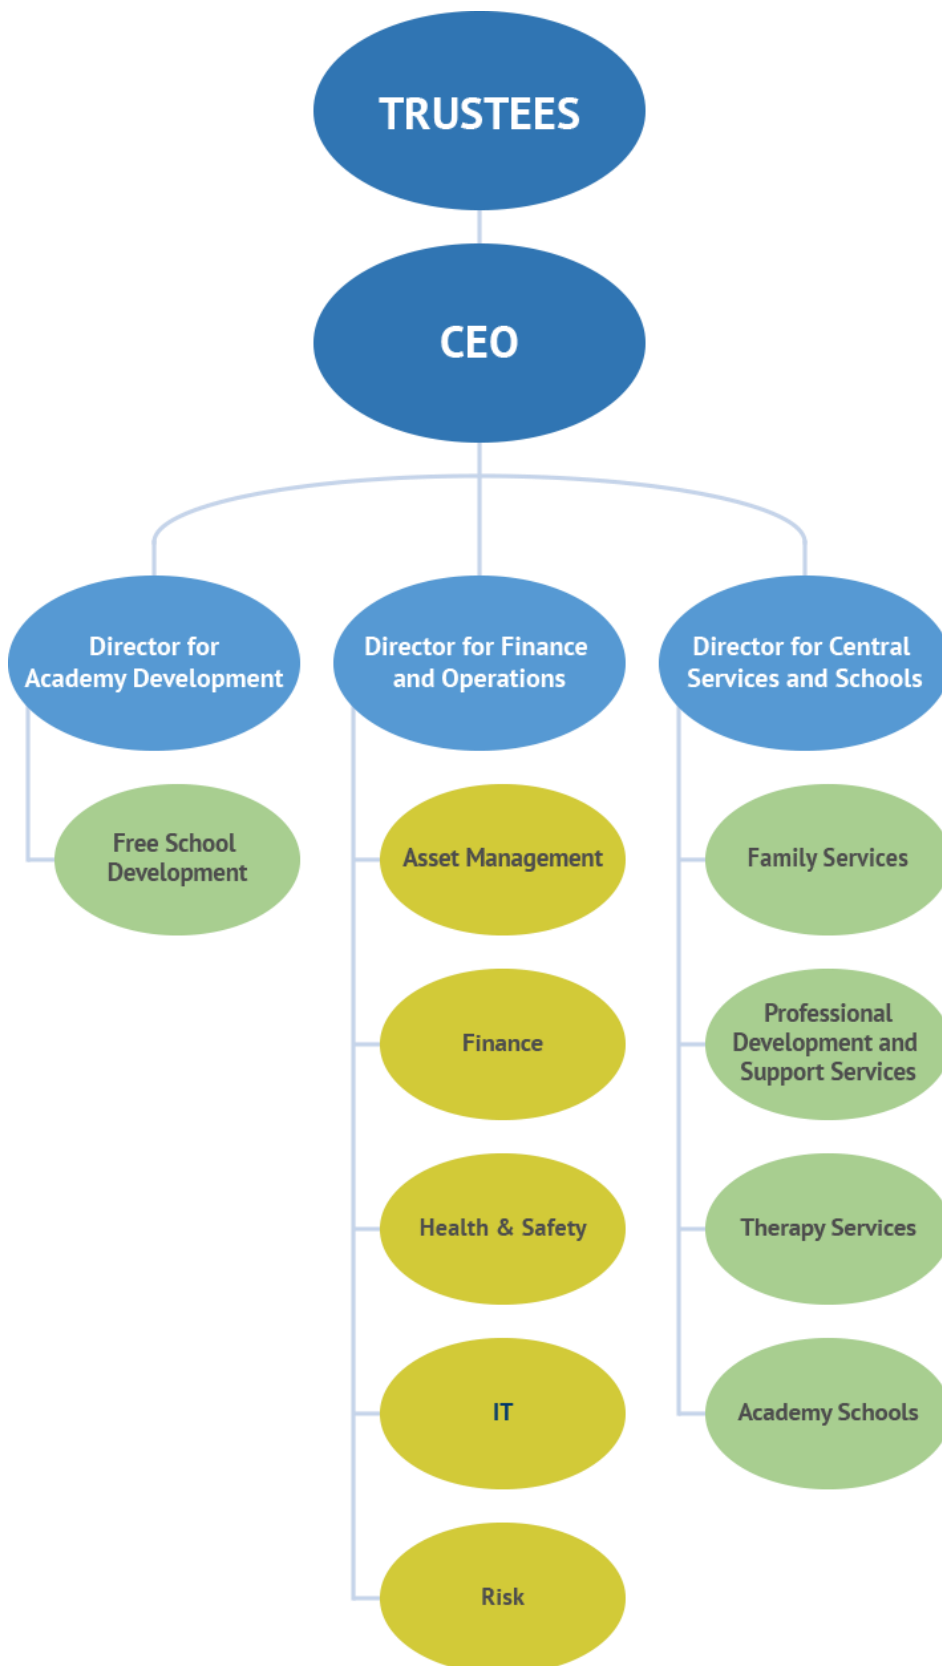 TRUSTEES
CEO
Director for
Academy Development
Director for Finance
and Operations
Director for Central
Services and Schools
Free School
Development
Asset Management
Finance
Health & Safety
IT
Risk
Family Services
Professional
Development and
Support Services
Therapy Services
Academy Schools